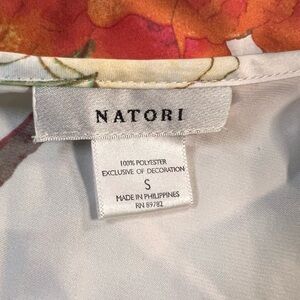 NATORI
100% POLYESTER
EXCLUSIVE OF DECORATION
S
MADE IN PHILIPPINES
RN 89782